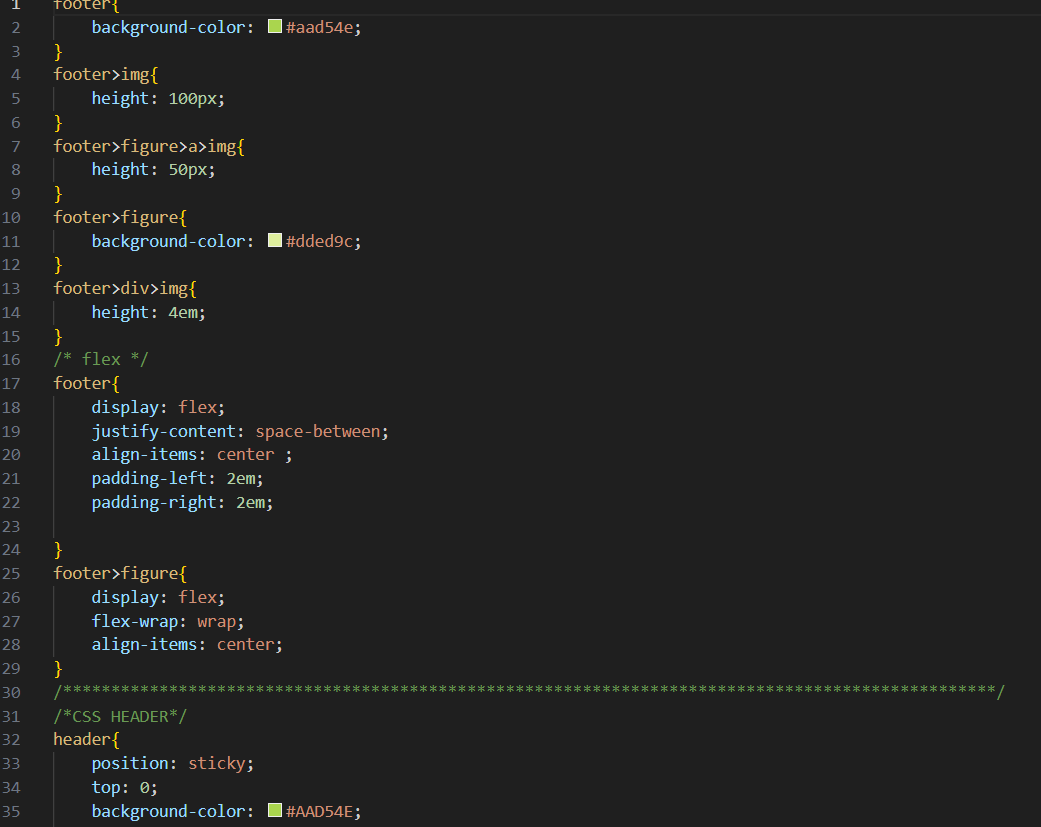 1 footer{
2 background-color: #aad54e;
3 }
4 footer>img{
5 height: 100px;
6 }
7 footer>figure>a>img{
8 height: 50px;
9 }
10 footer>figure{
11 background-color: #dded9c;
12 }
13 footer>div>img{
14 height: 4em;
15 }
16 /* flex */
17 footer{
18 display: flex;
19 justify-content: space-between;
20 align-items: center ;
21 padding-left: 2em;
22 padding-right: 2em;
23
24 }
25 footer>figure{
26 display: flex;
27 flex-wrap: wrap;
28 align-items: center;
29 }
30 /*************************************************************************************************/
31 /*CSS HEADER*/
32 header{
33 position: sticky;
34 top: 0;
35 background-color: #AAD54E;